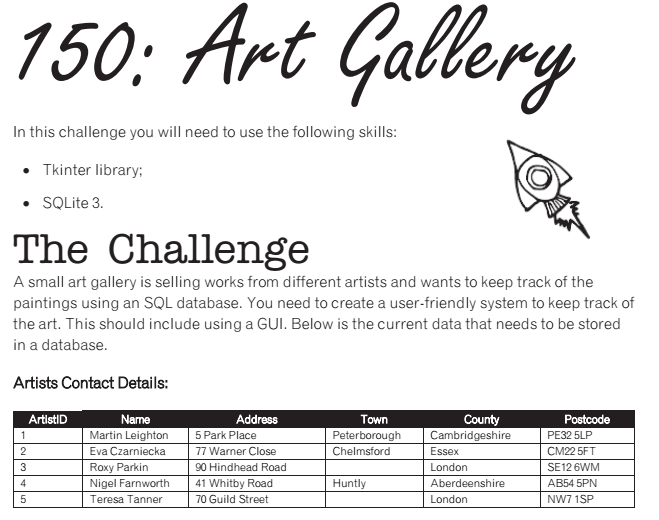 150: Art Gallery
In this challenge you will need to use the following skills:
• Tkinter library;
• SQLite 3.
The Challenge
A small art gallery is selling works from different artists and wants to keep track of the
paintings using an SQL database. You need to create a user-friendly system to keep track of
the art. This should include using a GUI. Below is the current data that needs to be stored
in a database.
Artists Contact Details:
ArtistID Name Address Town County Postcode
1 Martin Leighton 5 Park Place Peterborough Cambridgeshire PE32 5LP
2 Eva Czarniecka 77 Warner Close Chelmsford Essex CM22 5FT
3 Roxy Parkin 90 Hindhead Road London SE12 6WM
4 Nigel Farnworth 41 Whitby Road Huntly Aberdeenshire AB54 5PN
5 Teresa Tanner 70 Guild Street London NW7 1SP